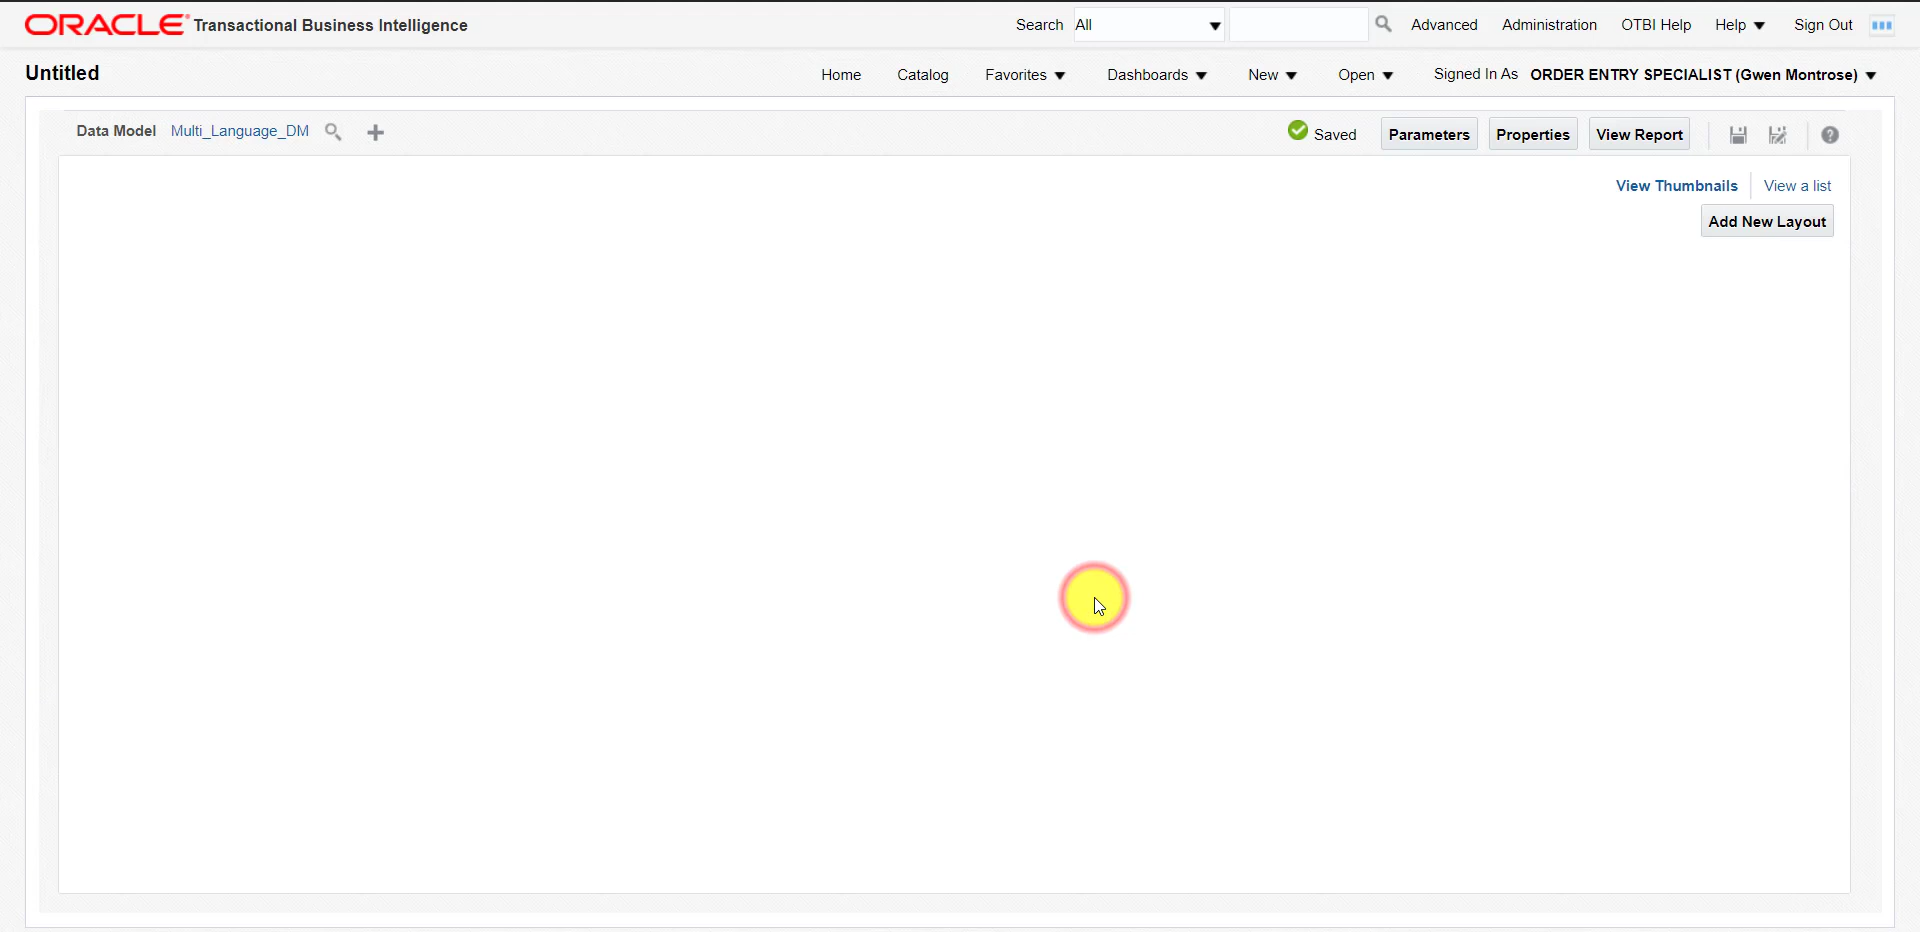 ORACLE® Transactional Business Intelligence
Search All Advanced Administration OTBI Help Help Sign Out
Untitled
Home Catalog Favorites Dashboards New Open Signed In As ORDER ENTRY SPECIALIST (Gwen Montrose)
Data Model Multi_Language_DM Saved Parameters Properties View Report
View Thumbnails View a list
Add New Layout